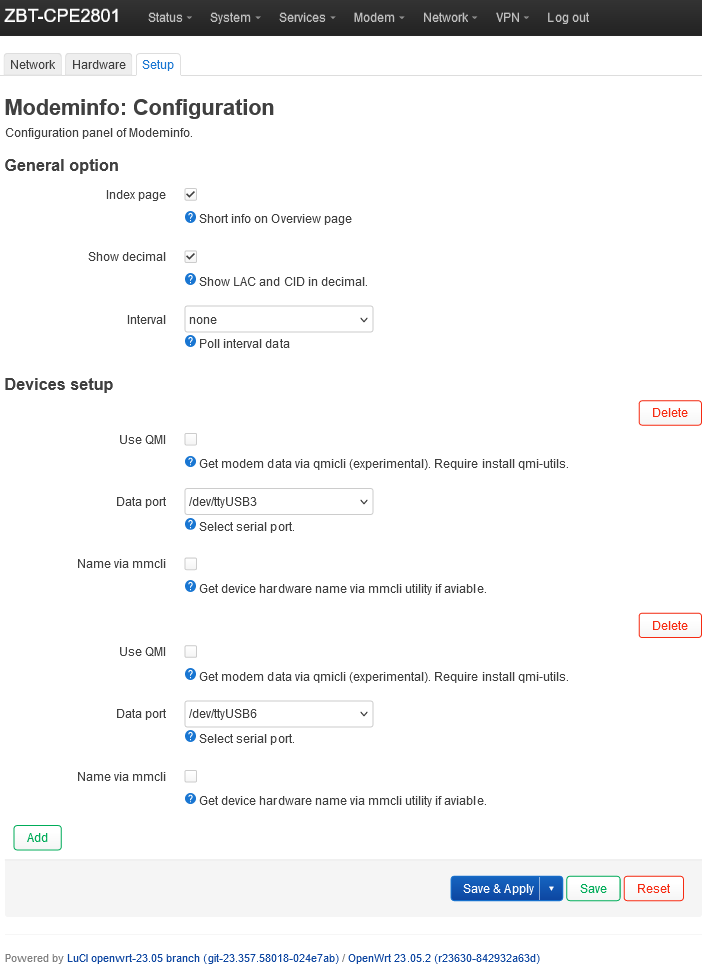 ZBT-CPE2801 Status System Services Modem Network VPN Log out
Network Hardware Setup
Modeminfo: Configuration
Configuration panel of Modeminfo.
General option
Index page
Short info on Overview page
Show decimal
Show LAC and CID in decimal.
Interval none
Poll interval data
Devices setup
Delete
Use QMI
Get modem data via qmicli (experimental). Require install qmi-utils.
Data port /dev/ttyUSB3
Select serial port.
Name via mmcli
Get device hardware name via mmcli utility if aviable.
Delete
Use QMI
Get modem data via qmicli (experimental). Require install qmi-utils.
Data port /dev/ttyUSB6
Select serial port.
Name via mmcli
Get device hardware name via mmcli utility if aviable.
Add
Save & Apply Save Reset
Powered by LuCI openwrt-23.05 branch (git-23.357.58018-024e7ab) / OpenWrt 23.05.2 (r23630-842932a63d)